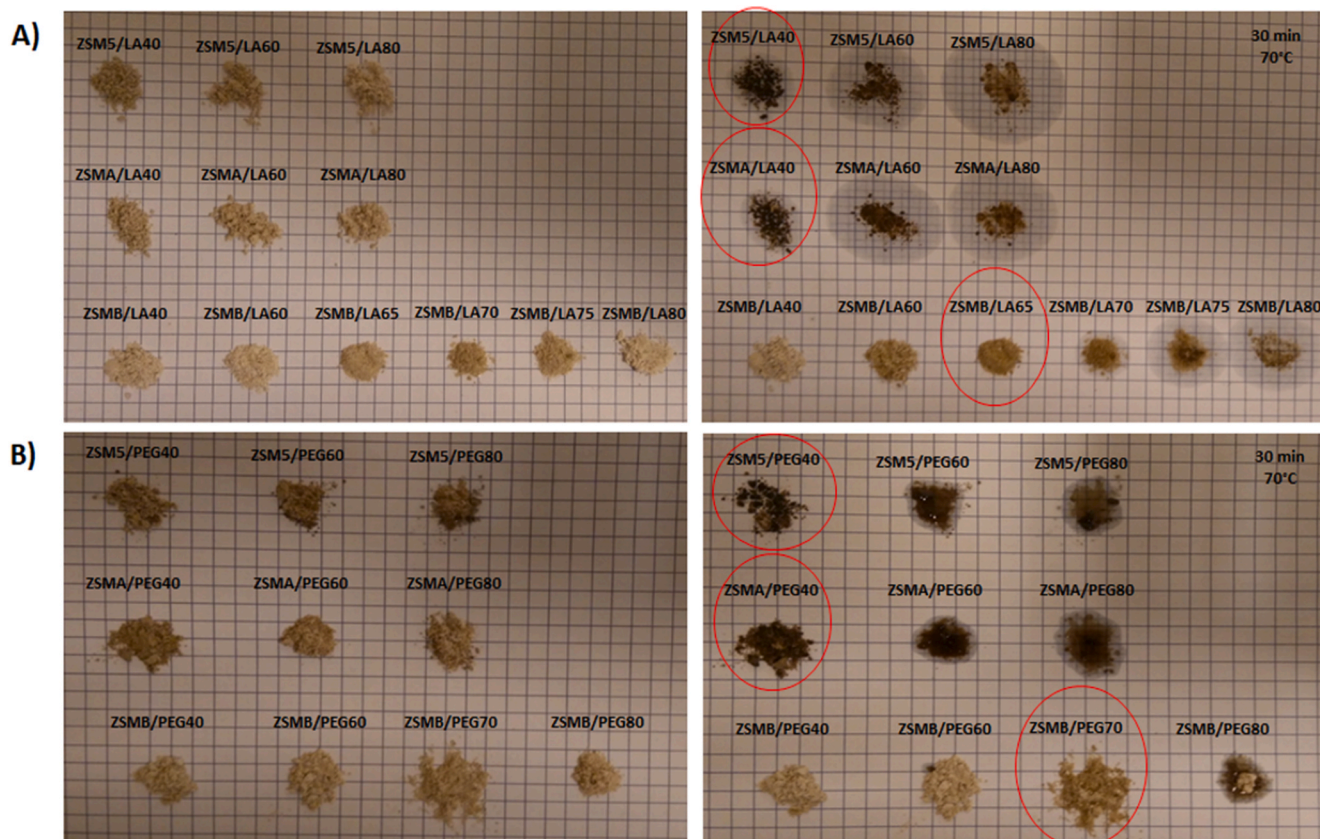 A)
ZSM5/LA40 ZSM5/LA60 ZSM5/LA80
ZSMA/LA40 ZSMA/LA60 ZSMA/LA80
ZSMB/LA40 ZSMB/LA60 ZSMB/LA65 ZSMB/LA70 ZSMB/LA75 ZSMB/LA80
ZSM5/LA40 ZSM5/LA60 ZSM5/LA80 30 min
70°C
ZSMA/LA40 ZSMA/LA60 ZSMA/LA80
ZSMB/LA40 ZSMB/LA60 ZSMB/LA65 ZSMB/LA70 ZSMB/LA75 ZSMB/LA80
B)
ZSM5/PEG40 ZSM5/PEG60 ZSM5/PEG80
ZSMA/PEG40 ZSMA/PEG60 ZSMA/PEG80
ZSMB/PEG40 ZSMB/PEG60 ZSMB/PEG70 ZSMB/PEG80
ZSM5/PEG40 ZSM5/PEG60 ZSM5/PEG80 30 min
70°C
ZSMA/PEG40 ZSMA/PEG60 ZSMA/PEG80
ZSMB/PEG40 ZSMB/PEG60 ZSMB/PEG70 ZSMB/PEG80